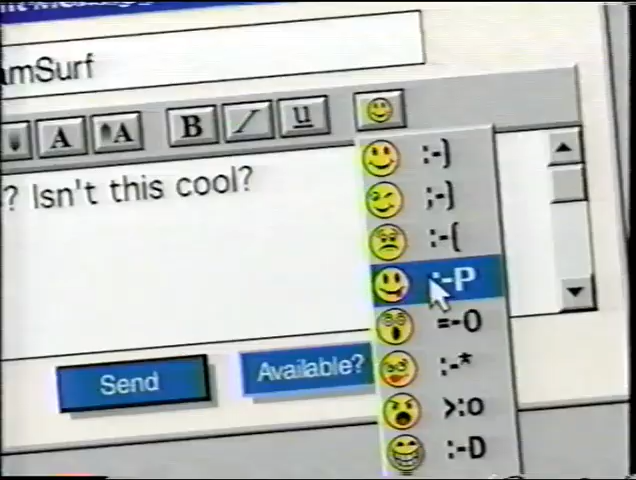 amSurf
A A B / u
? Isn't this cool?
:-)
;-)
:-(
:-P
=-O
:-*
>:o
:-D
Send
Available?